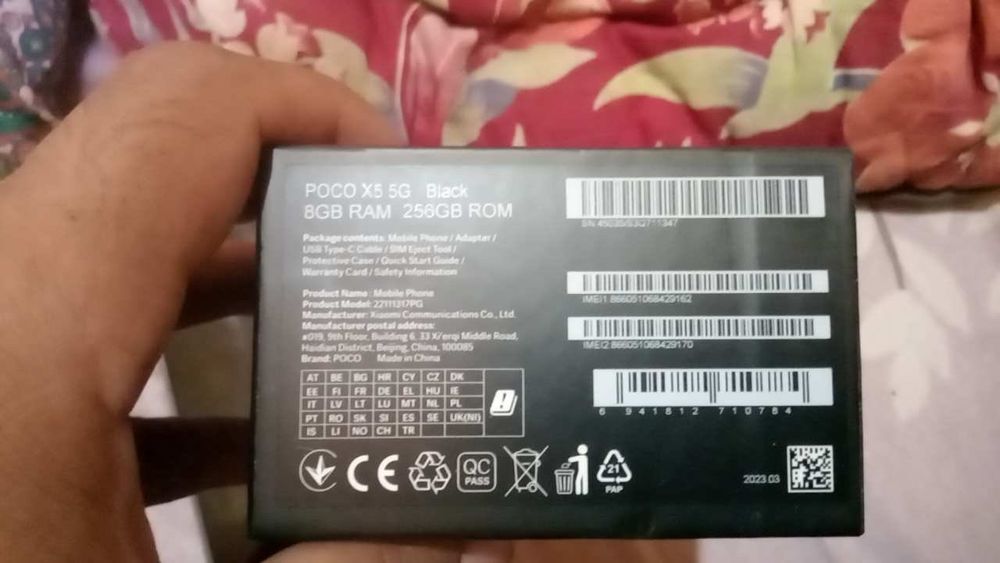 POCO X5 5G Black
8GB RAM 256GB ROM
Package contents: Mobile Phone / Adapter /
USB Type-C Cable / SIM Eject Tool /
Protective Case / Quick Start Guide /
Warranty Card / Safety Information
Product Name: Mobile Phone
Product Model: 22111317PG
Manufacturer: Xiaomi Communications Co., Ltd.
Manufacturer postal address:
#019, 9th Floor, Building 6, 33 Xi'erqi Middle Road,
Haidian District, Beijing, China, 100085
Brand: POCO Made in China
AT BE BG HR CY CZ DK
EE FI FR DE EL HU IE
IT LV LT LU MT NL PL
PT RO SK SI ES SE UK(NI)
IS LI NO CH TR
CE
QC
PASS
21
PAP
SN:
IMEI1 866051068429162
IMEI2 866051068429170
6 941812 710784
2023.03